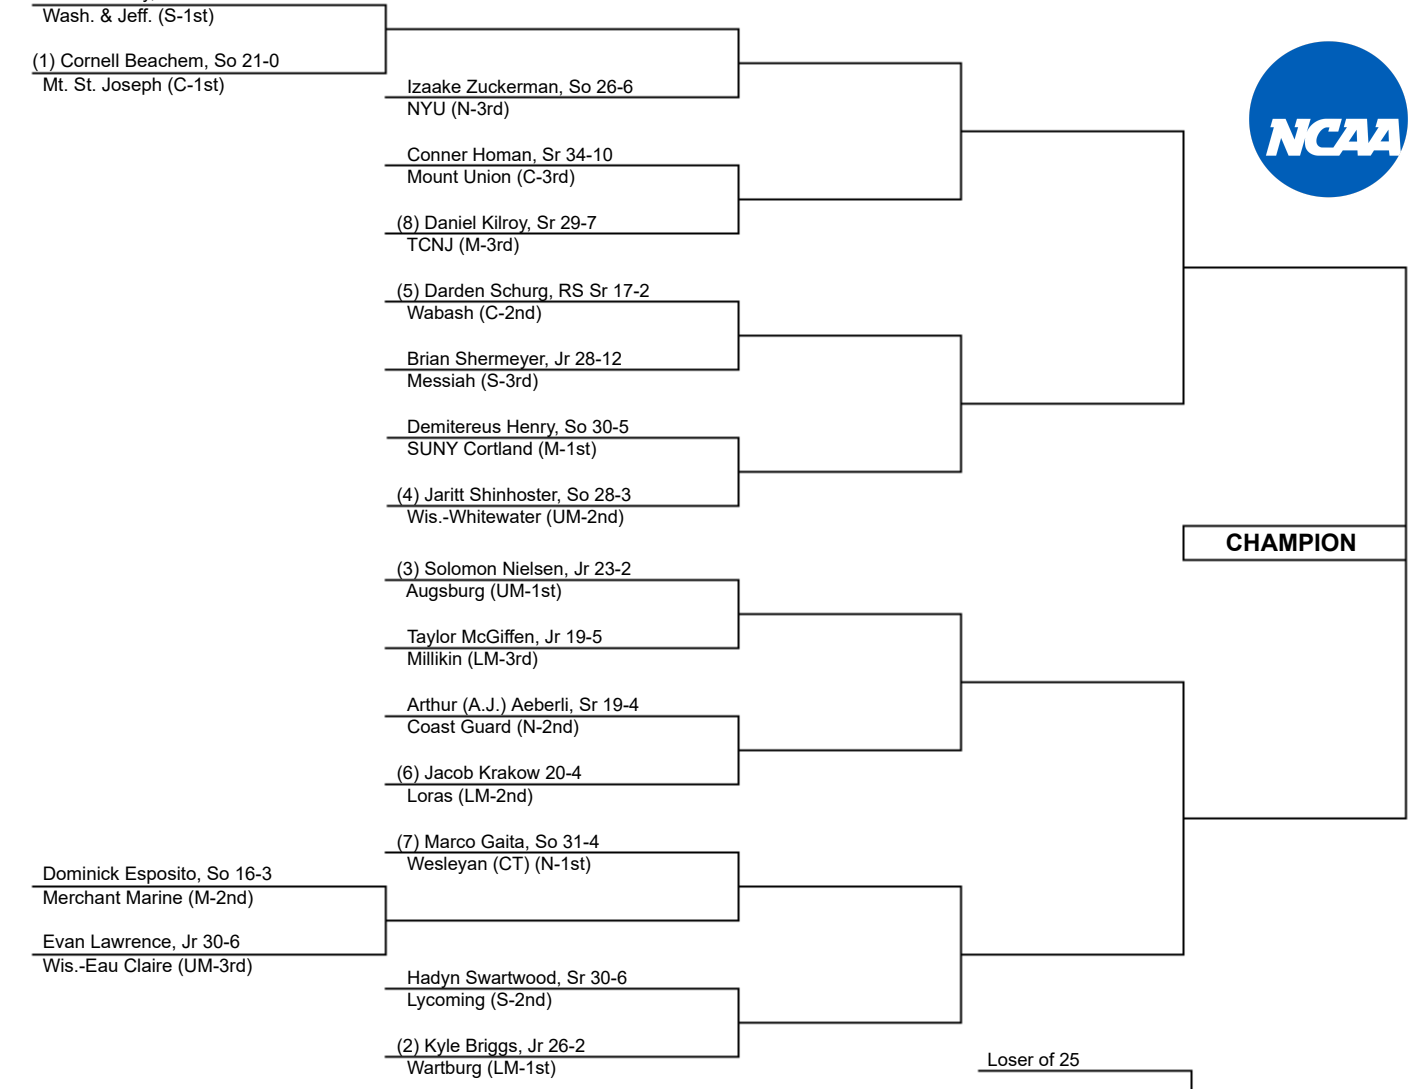 Wash. & Jeff. (S-1st)
(1) Cornell Beachem, So 21-0
Mt. St. Joseph (C-1st)
Izaake Zuckerman, So 26-6
NYU (N-3rd)
Conner Homan, Sr 34-10
Mount Union (C-3rd)
(8) Daniel Kilroy, Sr 29-7
TCNJ (M-3rd)
(5) Darden Schurg, RS Sr 17-2
Wabash (C-2nd)
Brian Shermeyer, Jr 28-12
Messiah (S-3rd)
Demitereus Henry, So 30-5
SUNY Cortland (M-1st)
(4) Jaritt Shinhoster, So 28-3
Wis.-Whitewater (UM-2nd)
(3) Solomon Nielsen, Jr 23-2
Augsburg (UM-1st)
Taylor McGiffen, Jr 19-5
Millikin (LM-3rd)
Arthur (A.J.) Aeberli, Sr 19-4
Coast Guard (N-2nd)
(6) Jacob Krakow 20-4
Loras (LM-2nd)
(7) Marco Gaita, So 31-4
Wesleyan (CT) (N-1st)
Dominick Esposito, So 16-3
Merchant Marine (M-2nd)
Evan Lawrence, Jr 30-6
Wis.-Eau Claire (UM-3rd)
Hadyn Swartwood, Sr 30-6
Lycoming (S-2nd)
(2) Kyle Briggs, Jr 26-2
Wartburg (LM-1st)
NCAA
CHAMPION
Loser of 25